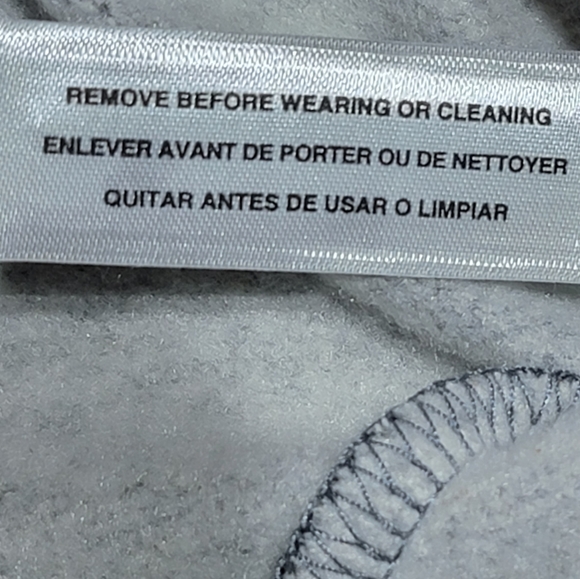 REMOVE BEFORE WEARING OR CLEANING
ENLEVER AVANT DE PORTER OU DE NETTOYER
QUITAR ANTES DE USAR O LIMPIAR